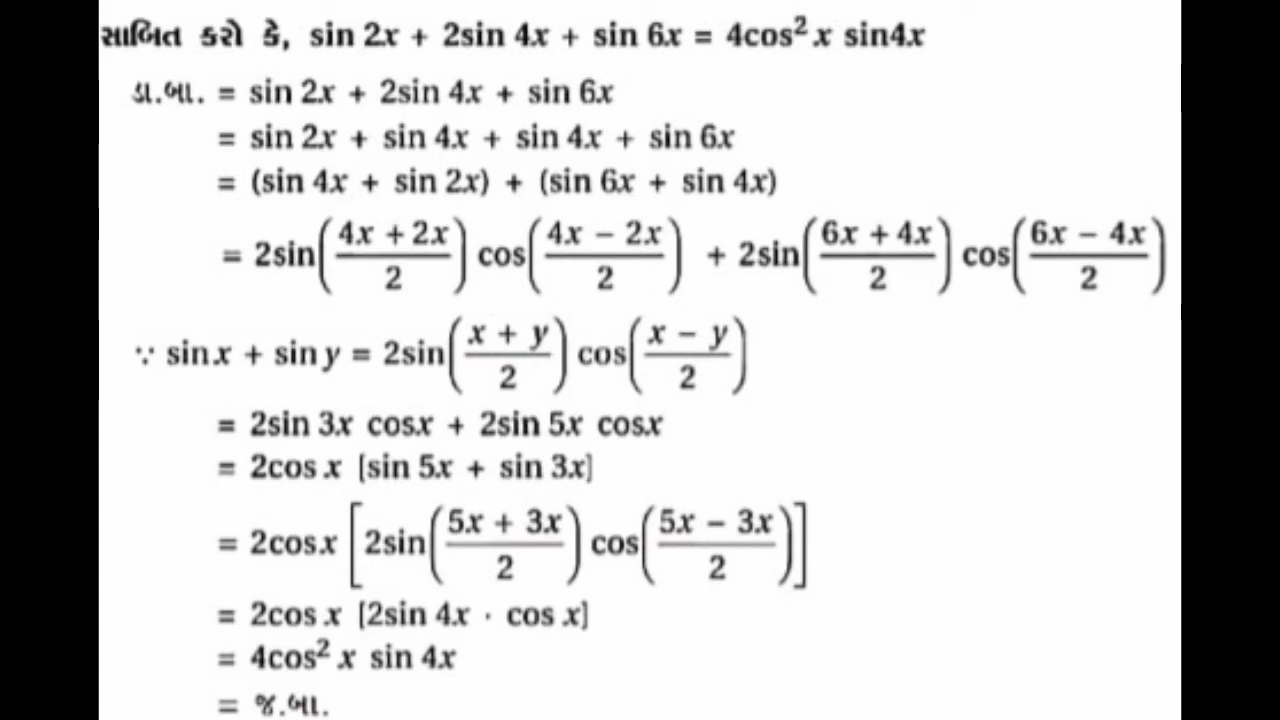 સાબિત કરો કે, sin 2x + 2sin 4x + sin 6x = 4cos² x sin4x
ડા.બા. = sin 2x + 2sin 4x + sin 6x
= sin 2x + sin 4x + sin 4x + sin 6x
= (sin 4x + sin 2x) + (sin 6x + sin 4x)
= 2sin((4x + 2x)/2) cos((4x − 2x)/2) + 2sin((6x + 4x)/2) cos((6x − 4x)/2)
∵ sinx + siny = 2sin((x + y)/2) cos((x − y)/2)
= 2sin 3x cosx + 2sin 5x cosx
= 2cos x [sin 5x + sin 3x]
= 2cosx [2sin((5x + 3x)/2) cos((5x − 3x)/2)]
= 2cos x [2sin 4x · cos x]
= 4cos² x sin 4x
= જ.બા.